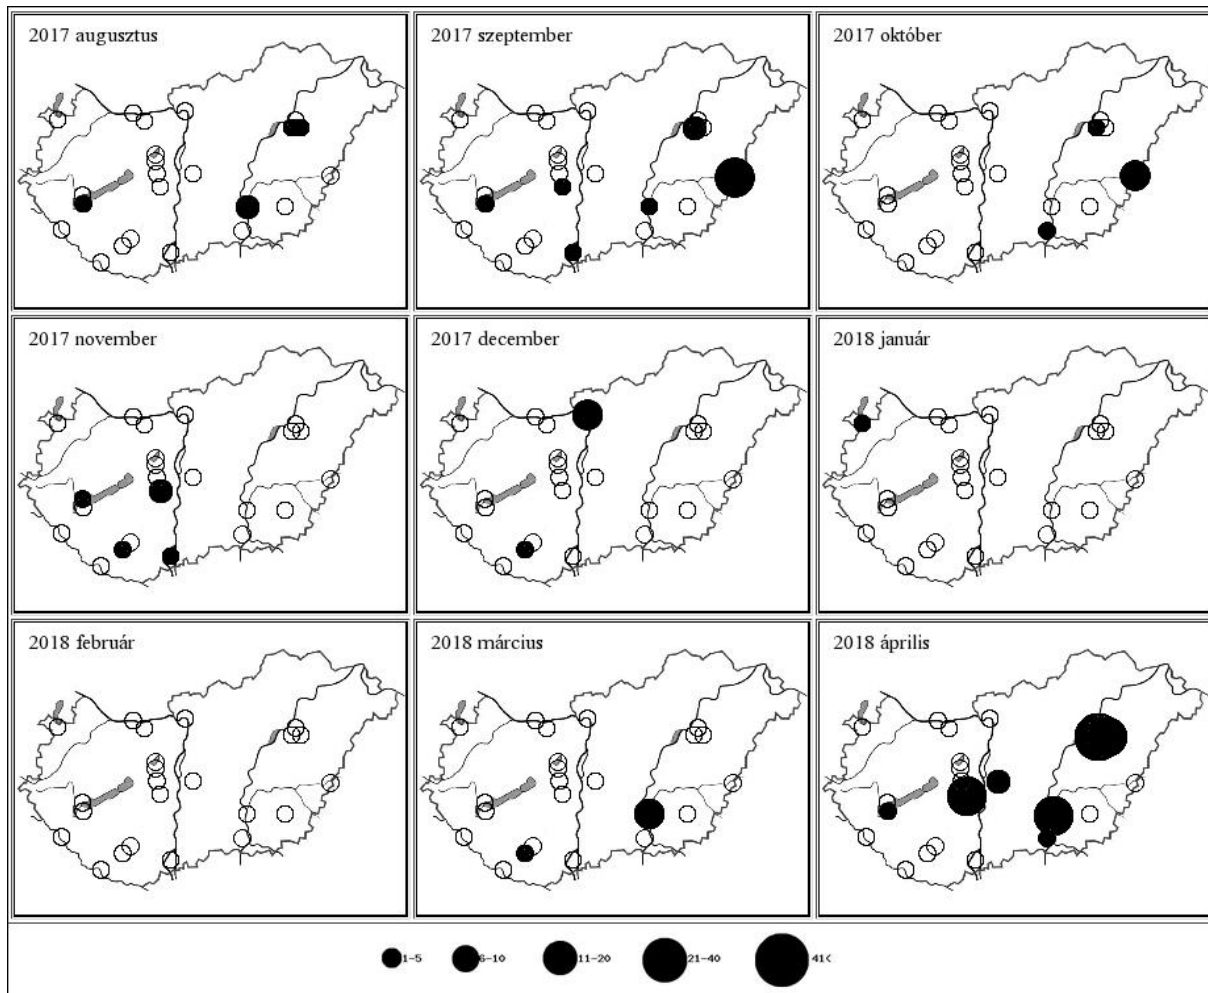 2017 augusztus
2017 szeptember
2017 október
2017 november
2017 december
2018 január
2018 február
2018 március
2018 április
1-5
6-10
11-20
21-40
41<